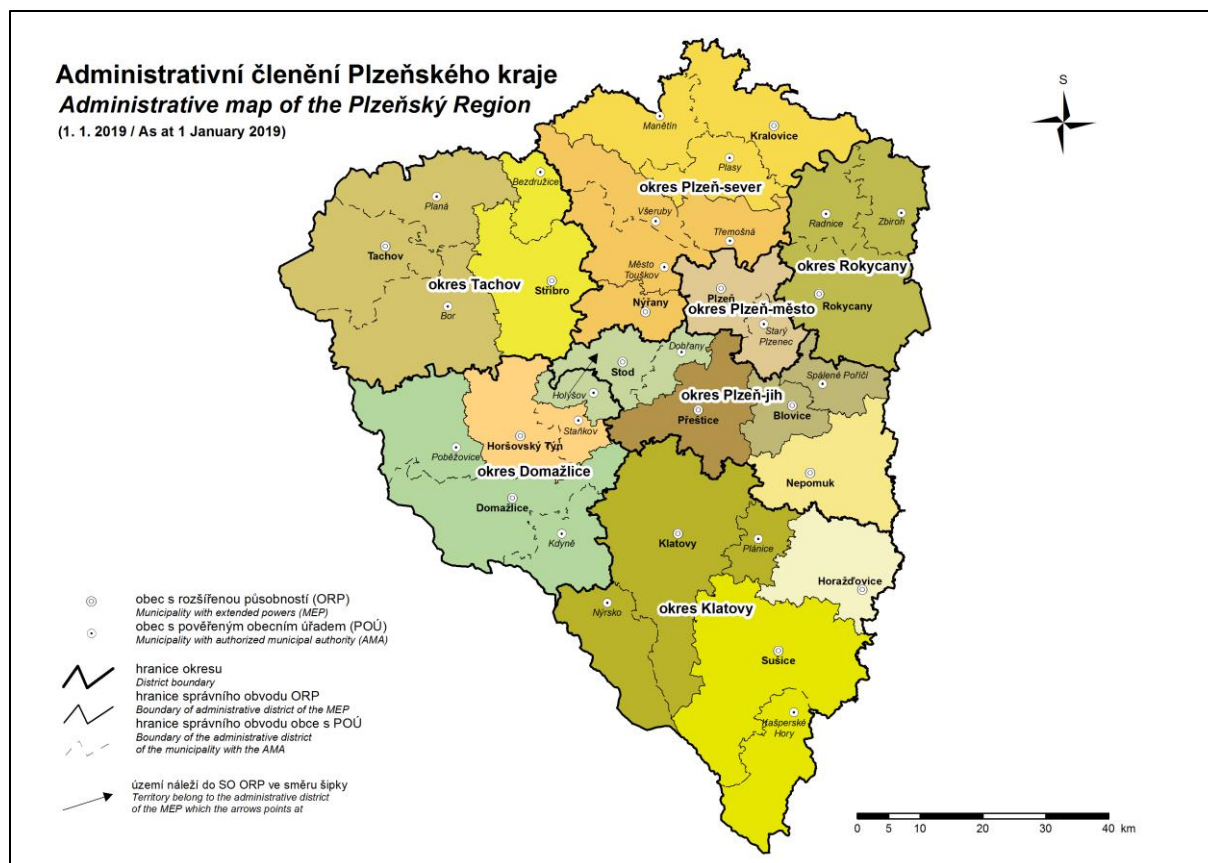 Administrativní členění Plzeňského kraje
Administrative map of the Plzeňský Region
(1. 1. 2019 / As at 1 January 2019)
S
Manětín
Kralovice
Plasy
Bezdružice
okres Plzeň-sever
Planá
Všeruby
Radnice
Zbiroh
Třemošná
Tachov
Město
Touškov
okres Rokycany
okres Tachov
Stříbro
Plzeň
Rokycany
Bor
Nýřany
okres Plzeň-město
Starý
Plzenec
Dobřany
Stod
Spálené Poříčí
Holýšov
okres Plzeň-jih
Blovice
Přeštice
Staňkov
Horšovský Týn
Poběžovice
okres Domažlice
Nepomuk
Domažlice
Kdyně
Klatovy
Plánice
Horažďovice
Nýrsko
okres Klatovy
Sušice
Kašperské
Hory
obec s rozšířenou působností (ORP)
Municipality with extended powers (MEP)
obec s pověřeným obecním úřadem (POÚ)
Municipality with authorized municipal authority (AMA)
hranice okresu
District boundary
hranice správního obvodu ORP
Boundary of administrative district of the MEP
hranice správního obvodu obce s POÚ
Boundary of the administrative district
of the municipality with the AMA
území náleží do SO ORP ve směru šipky
Territory belong to the administrative district
of the MEP which the arrows points at
0 5 10 20 30 40 km